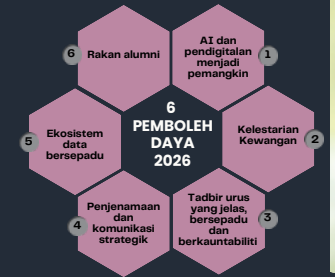 6
PEMBOLEH
DAYA
2026
AI dan
pendigitalan
menjadi
pemangkin
1
Kelestarian
Kewangan
2
Tadbir urus
yang jelas,
bersepadu
dan
berkauntabiliti
3
Penjenamaan
dan
komunikasi
strategik
4
Ekosistem
data
bersepadu
5
Rakan alumni
6